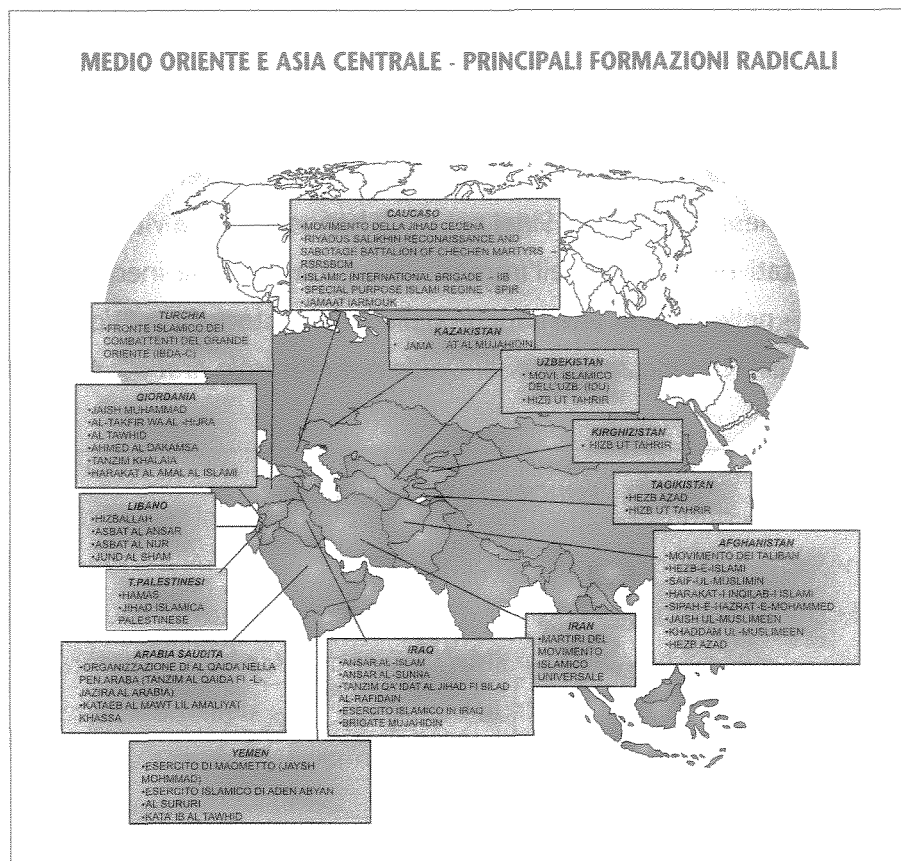 MEDIO ORIENTE E ASIA CENTRALE - PRINCIPALI FORMAZIONI RADICALI
CAUCASO
•MOVIMENTO DELLA JIHAD CECENA
•RIYADUS SALIKHIN RECONAISSANCE AND
SABOTAGE BATTALION OF CHECHEN MARTYRS –
RSRSBCM
•ISLAMIC INTERNATIONAL BRIGADE – IIB
•SPECIAL PURPOSE ISLAMI REGINE – SPIR
•JAMAAT IARMOUK
TURCHIA
•FRONTE ISLAMICO DEI
COMBATTENTI DEL GRANDE
ORIENTE (IBDA-C)
KAZAKISTAN
• JAMA AT AL MUJAHIDIN
UZBEKISTAN
• MOVI. ISLAMICO
DELL'UZB. (IOU)
• HIZB UT TAHRIR
GIORDANIA
•JAISH MUHAMMAD
•AL-TAKFIR WA AL -HIJRA
•AL TAWHID
•AHMED AL DAKAMSA
•TANZIM KHALAIA
•HARAKAT AL AMAL AL ISLAMI
KIRGHIZISTAN
• HIZB UT TAHRIR
TAGIKISTAN
•HEZB AZAD
•HIZB UT TAHRIR
LIBANO
•HIZBALLAH
•ASBAT AL ANSAR
•ASBAT AL NUR
•JUND AL SHAM
AFGHANISTAN
•MOVIMENTO DEI TALIBAN
•HEZB-E-ISLAMI
•SAIF-UL-MUSLIMIN
•HARAKAT-I INQILAB-I ISLAMI
•SIPAH-E-HAZRAT-E-MOHAMMED
•JAISH UL-MUSLIMEEN
•KHADDAM UL-MUSLIMEEN
•HEZB AZAD
T.PALESTINESI
•HAMAS
•JIHAD ISLAMICA
PALESTINESE
IRAN
•MARTIRI DEL
MOVIMENTO
ISLAMICO
UNIVERSALE
ARABIA SAUDITA
•ORGANIZZAZIONE DI AL QAIDA NELLA
PEN.ARABA (TANZIM AL QAIDA FI -L-
JAZIRA AL ARABIA)
•KATAEB AL MAWT LIL AMALIYAT
KHASSA
IRAQ
•ANSAR AL-ISLAM
•ANSAR AL-SUNNA
•TANZIM QA'IDAT AL JIHAD FI BILAD
AL-RAFIDAIN
•ESERCITO ISLAMICO IN IRAQ
•BRIGATE MUJAHIDIN
YEMEN
•ESERCITO DI MAOMETTO (JAYSH
MOHMMAD)
•ESERCITO ISLAMICO DI ADEN ABYAN
•AL SURURI
•KATA' IB AL TAWHID